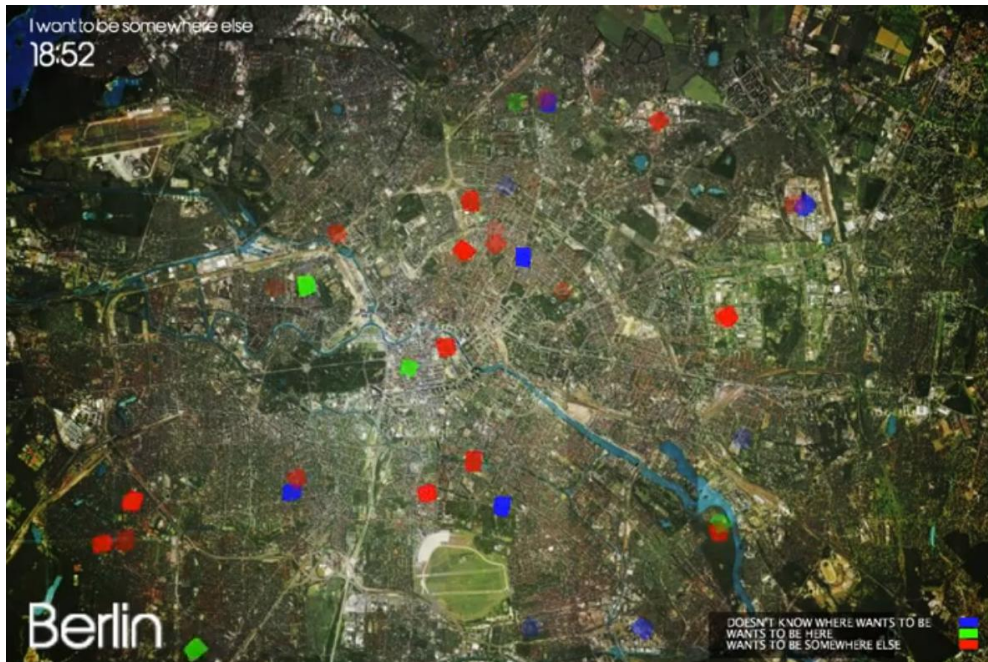 I want to be somewhere else
18:52
Berlin
DOESN'T KNOW WHERE WANTS TO BE
WANTS TO BE HERE
WANTS TO BE SOMEWHERE ELSE